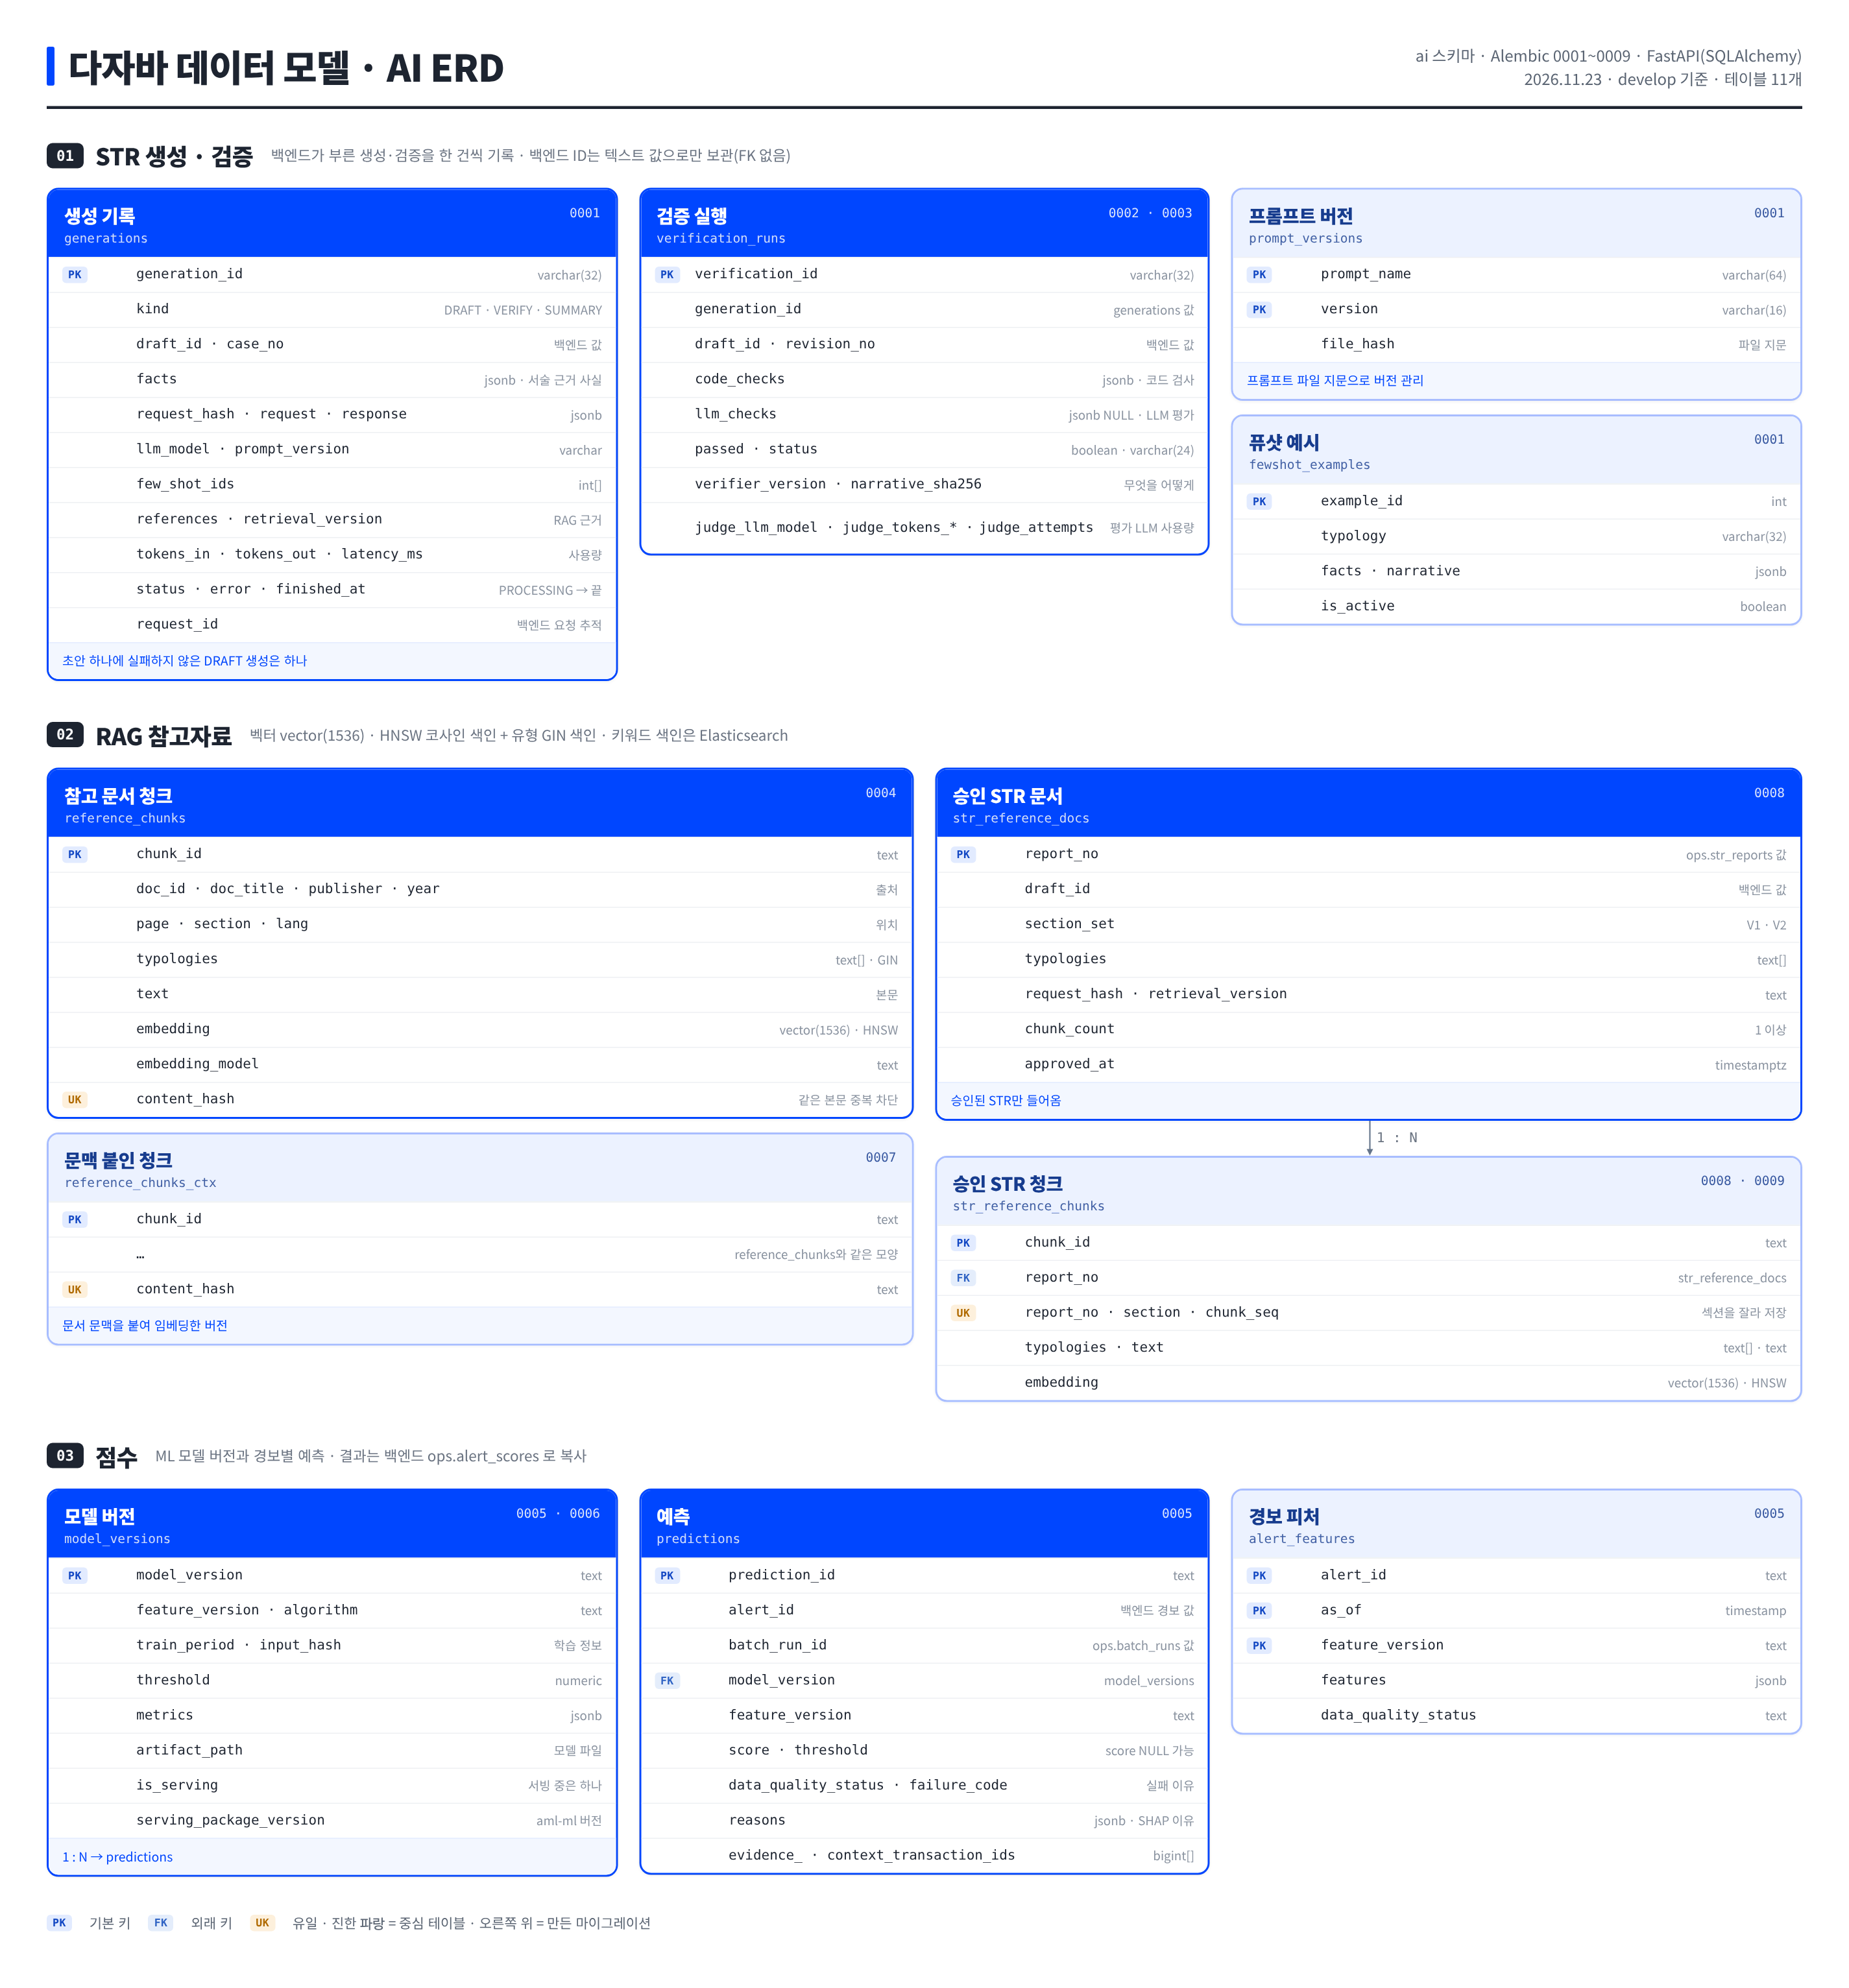 다자바 데이터 모델 · AI ERD
ai 스키마 · Alembic 0001~0009 · FastAPI(SQLAlchemy)
2026.11.23 · develop 기준 · 테이블 11개
01 STR 생성 · 검증 백엔드가 부른 생성·검증을 한 건씩 기록 · 백엔드 ID는 텍스트 값으로만 보관(FK 없음)
생성 기록 0001
generations
PK generation_id varchar(32)
kind DRAFT · VERIFY · SUMMARY
draft_id · case_no 백엔드 값
facts jsonb · 서술 근거 사실
request_hash · request · response jsonb
llm_model · prompt_version varchar
few_shot_ids int[]
references · retrieval_version RAG 근거
tokens_in · tokens_out · latency_ms 사용량
status · error · finished_at PROCESSING → 끝
request_id 백엔드 요청 추적
초안 하나에 실패하지 않은 DRAFT 생성은 하나
검증 실행 0002 · 0003
verification_runs
PK verification_id varchar(32)
generation_id generations 값
draft_id · revision_no 백엔드 값
code_checks jsonb · 코드 검사
llm_checks jsonb NULL · LLM 평가
passed · status boolean · varchar(24)
verifier_version · narrative_sha256 무엇을 어떻게
judge_llm_model · judge_tokens_* · judge_attempts 평가 LLM 사용량
프롬프트 버전 0001
prompt_versions
PK prompt_name varchar(64)
PK version varchar(16)
file_hash 파일 지문
프롬프트 파일 지문으로 버전 관리
퓨샷 예시 0001
fewshot_examples
PK example_id int
typology varchar(32)
facts · narrative jsonb
is_active boolean
02 RAG 참고자료 벡터 vector(1536) · HNSW 코사인 색인 + 유형 GIN 색인 · 키워드 색인은 Elasticsearch
참고 문서 청크 0004
reference_chunks
PK chunk_id text
doc_id · doc_title · publisher · year 출처
page · section · lang 위치
typologies text[] · GIN
text 본문
embedding vector(1536) · HNSW
embedding_model text
UK content_hash 같은 본문 중복 차단
문맥 붙인 청크 0007
reference_chunks_ctx
PK chunk_id text
… reference_chunks와 같은 모양
UK content_hash text
문서 문맥을 붙여 임베딩한 버전
승인 STR 문서 0008
str_reference_docs
PK report_no ops.str_reports 값
draft_id 백엔드 값
section_set V1 · V2
typologies text[]
request_hash · retrieval_version text
chunk_count 1 이상
approved_at timestamptz
승인된 STR만 들어옴
1 : N
승인 STR 청크 0008 · 0009
str_reference_chunks
PK chunk_id text
FK report_no str_reference_docs
UK report_no · section · chunk_seq 섹션을 잘라 저장
typologies · text text[] · text
embedding vector(1536) · HNSW
03 점수 ML 모델 버전과 경보별 예측 · 결과는 백엔드 ops.alert_scores 로 복사
모델 버전 0005 · 0006
model_versions
PK model_version text
feature_version · algorithm text
train_period · input_hash 학습 정보
threshold numeric
metrics jsonb
artifact_path 모델 파일
is_serving 서빙 중은 하나
serving_package_version aml-ml 버전
1 : N → predictions
예측 0005
predictions
PK prediction_id text
alert_id 백엔드 경보 값
batch_run_id ops.batch_runs 값
FK model_version model_versions
feature_version text
score · threshold score NULL 가능
data_quality_status · failure_code 실패 이유
reasons jsonb · SHAP 이유
evidence_ · context_transaction_ids bigint[]
경보 피처 0005
alert_features
PK alert_id text
PK as_of timestamp
PK feature_version text
features jsonb
data_quality_status text
PK 기본 키 FK 외래 키 UK 유일 · 진한 파랑 = 중심 테이블 · 오른쪽 위 = 만든 마이그레이션